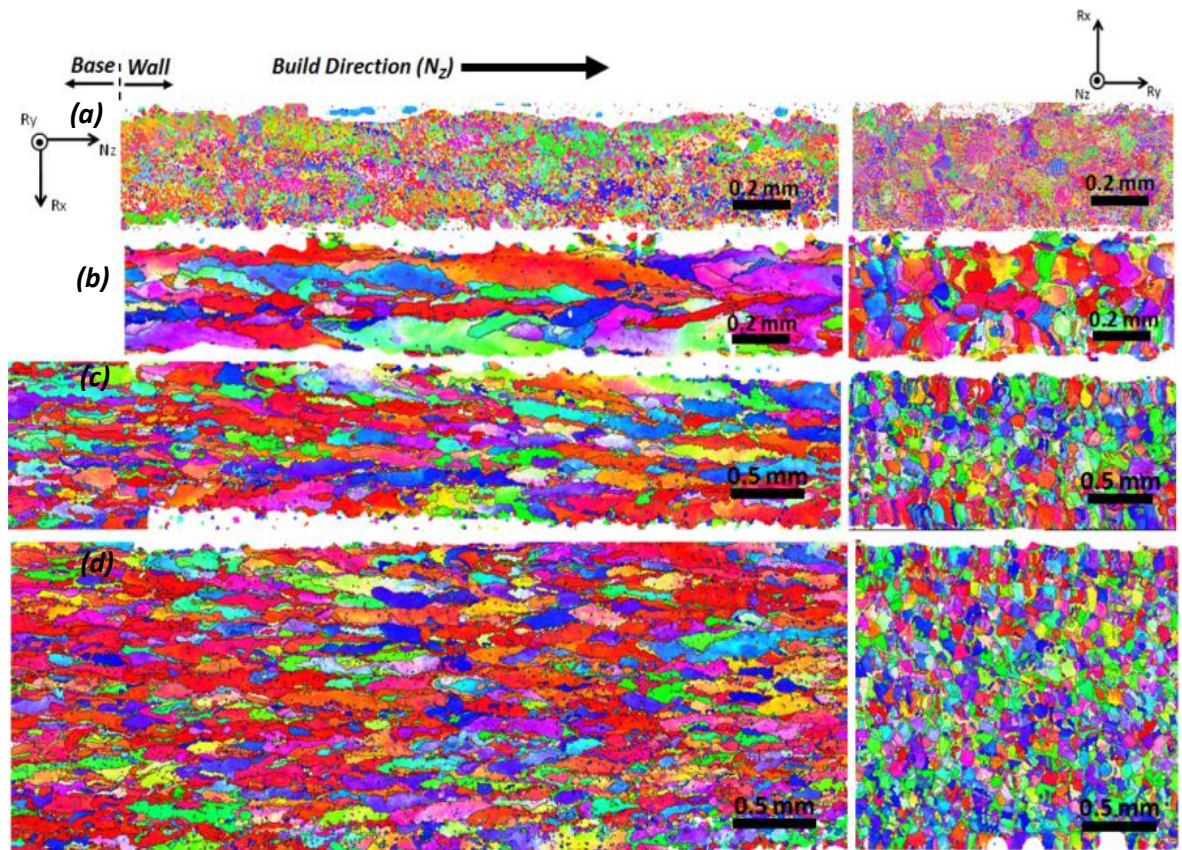 Base Wall
Build Direction (NZ)
Rx
Nz
Ry
(a)
Ry
Nz
Rx
0.2 mm
0.2 mm
(b)
0.2 mm
0.2 mm
(c)
0.5 mm
0.5 mm
(d)
0.5 mm
0.5 mm